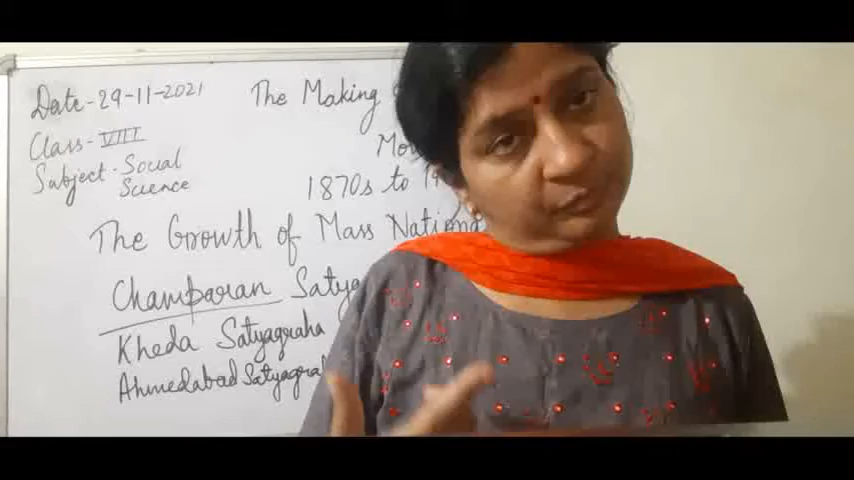 Date-29-11-2021
The Making
Class-VIII
Subject-Social
Science
1870s to 19
The Growth of Mass
Champaran
Kheda Satyagraha
Ahmedabad